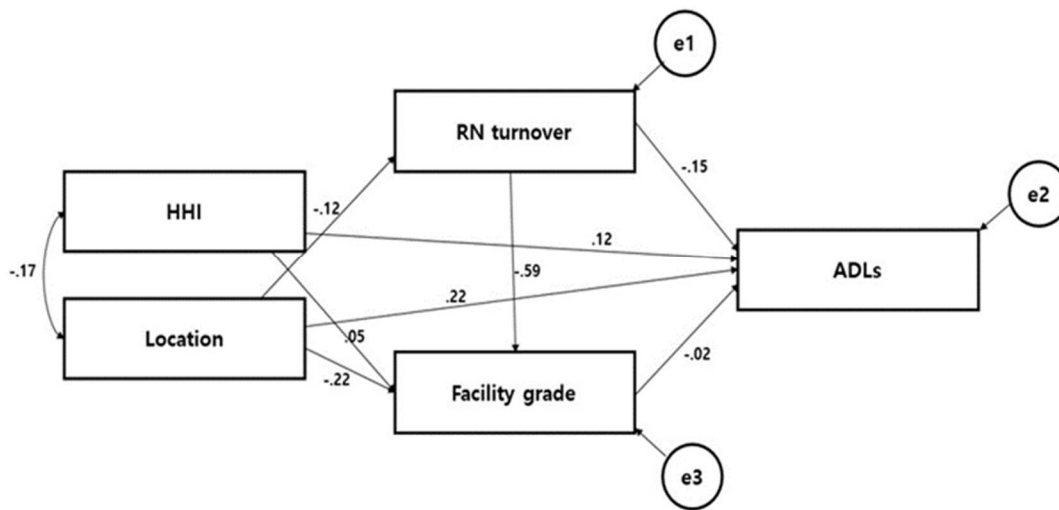 e1
RN turnover
-.15
e2
HHI
-.12
.12
ADLs
-.17
-.59
.22
Location
.05
-.22
-.02
Facility grade
e3